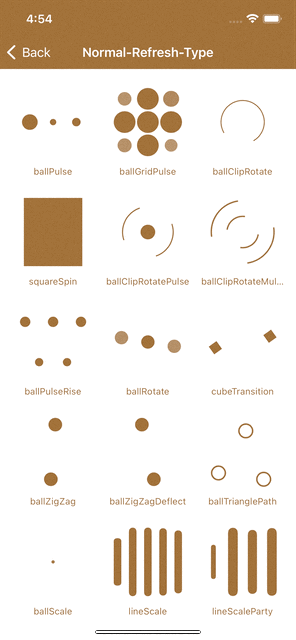 4:54
Back
Normal-Refresh-Type
ballPulse
ballGridPulse
ballClipRotate
squareSpin
ballClipRotatePulse
ballClipRotateMul...
ballPulseRise
ballRotate
cubeTransition
ballZigZag
ballZigZagDeflect
ballTrianglePath
ballScale
lineScale
lineScaleParty